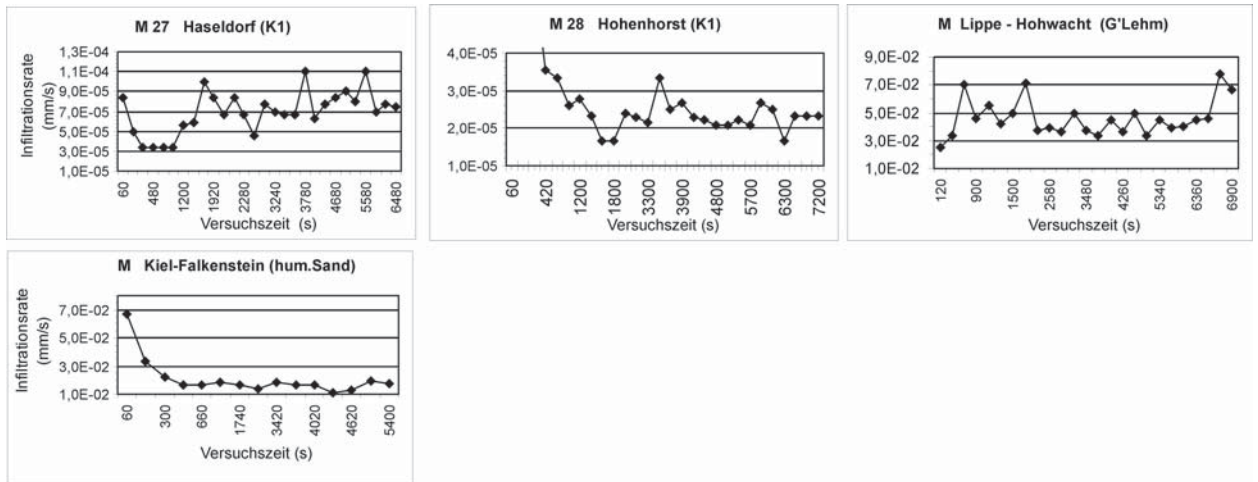 M 27 Haseldorf (K1)
Infiltrationsrate
(mm/s)
1,3E-04
1,1E-04
9,0E-05
7,0E-05
5,0E-05
3,0E-05
1,0E-05
60 480 1200 1920 2280 3120 3780 4680 5580 6480
Versuchszeit (s)
M 28 Hohenhorst (K1)
4,0E-05
3,0E-05
2,0E-05
1,0E-05
60 420 1200 1800 3300 3900 4800 5700 6300 7200
Versuchszeit (s)
M Lippe - Hohwacht (G'Lehm)
9,0E-02
7,0E-02
5,0E-02
3,0E-02
1,0E-02
120 900 1500 2580 3480 4260 5340 6360 6900
Versuchszeit (s)
M Kiel-Falkenstein (hum.Sand)
Infiltrationsrate
(mm/s)
7,0E-02
5,0E-02
3,0E-02
1,0E-02
60 300 660 1740 3420 4020 4620 5400
Versuchszeit (s)